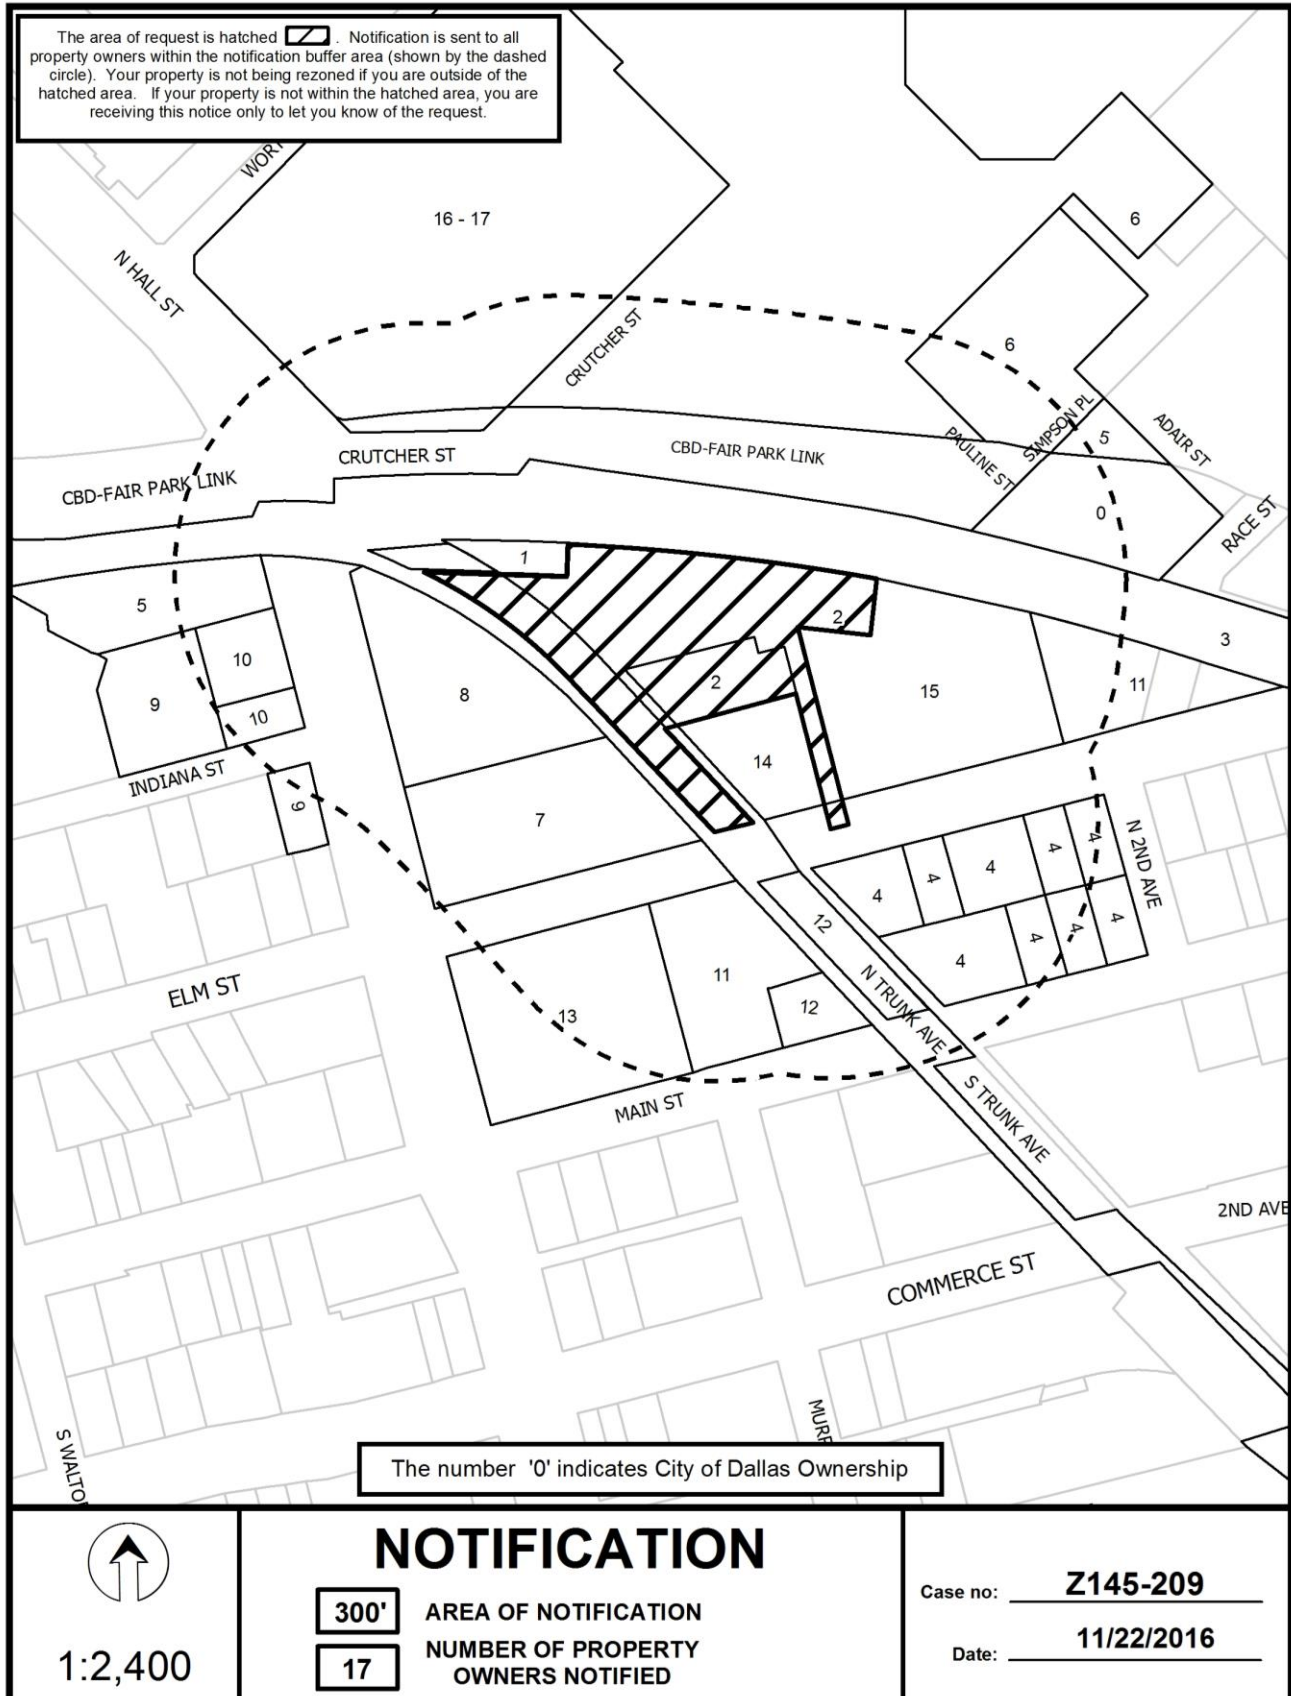 The area of request is hatched . Notification is sent to all
property owners within the notification buffer area (shown by the dashed
circle). Your property is not being rezoned if you are outside of the
hatched area. If your property is not within the hatched area, you are
receiving this notice only to let you know of the request.
16 - 17
6
N HALL ST
6
CRUTCHER ST
SIMPSON PL
ADAIR ST
5
PAULINE ST
CRUTCHER ST
CBD-FAIR PARK LINK
CBD-FAIR PARK LINK
0
RACE ST
1
5
2
3
10
8
2
15
11
9
10
14
INDIANA ST
9
7
4
4
4
4
4
N 2ND AVE
12
4
4
4
4
ELM ST
11
N TRUNK AVE
13
12
S TRUNK AVE
MAIN ST
2ND AVE
COMMERCE ST
MURR
S WALTO
The number '0' indicates City of Dallas Ownership
NOTIFICATION
1:2,400
300' AREA OF NOTIFICATION
17 NUMBER OF PROPERTY
OWNERS NOTIFIED
Case no: Z145-209
Date: 11/22/2016